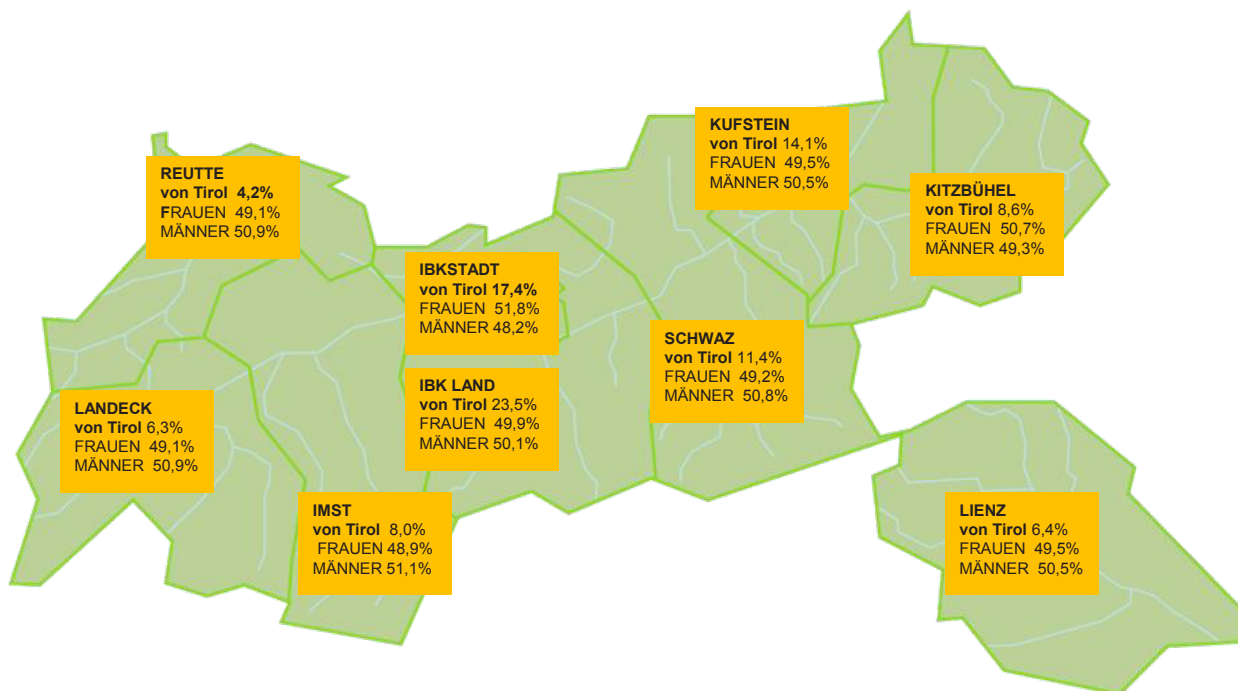 REUTTE
von Tirol 4,2%
FRAUEN 49,1%
MÄNNER 50,9%
KUFSTEIN
von Tirol 14,1%
FRAUEN 49,5%
MÄNNER 50,5%
KITZBÜHEL
von Tirol 8,6%
FRAUEN 50,7%
MÄNNER 49,3%
IBKSTADT
von Tirol 17,4%
FRAUEN 51,8%
MÄNNER 48,2%
SCHWAZ
von Tirol 11,4%
FRAUEN 49,2%
MÄNNER 50,8%
IBK LAND
von Tirol 23,5%
FRAUEN 49,9%
MÄNNER 50,1%
LANDECK
von Tirol 6,3%
FRAUEN 49,1%
MÄNNER 50,9%
IMST
von Tirol 8,0%
FRAUEN 48,9%
MÄNNER 51,1%
LIENZ
von Tirol 6,4%
FRAUEN 49,5%
MÄNNER 50,5%